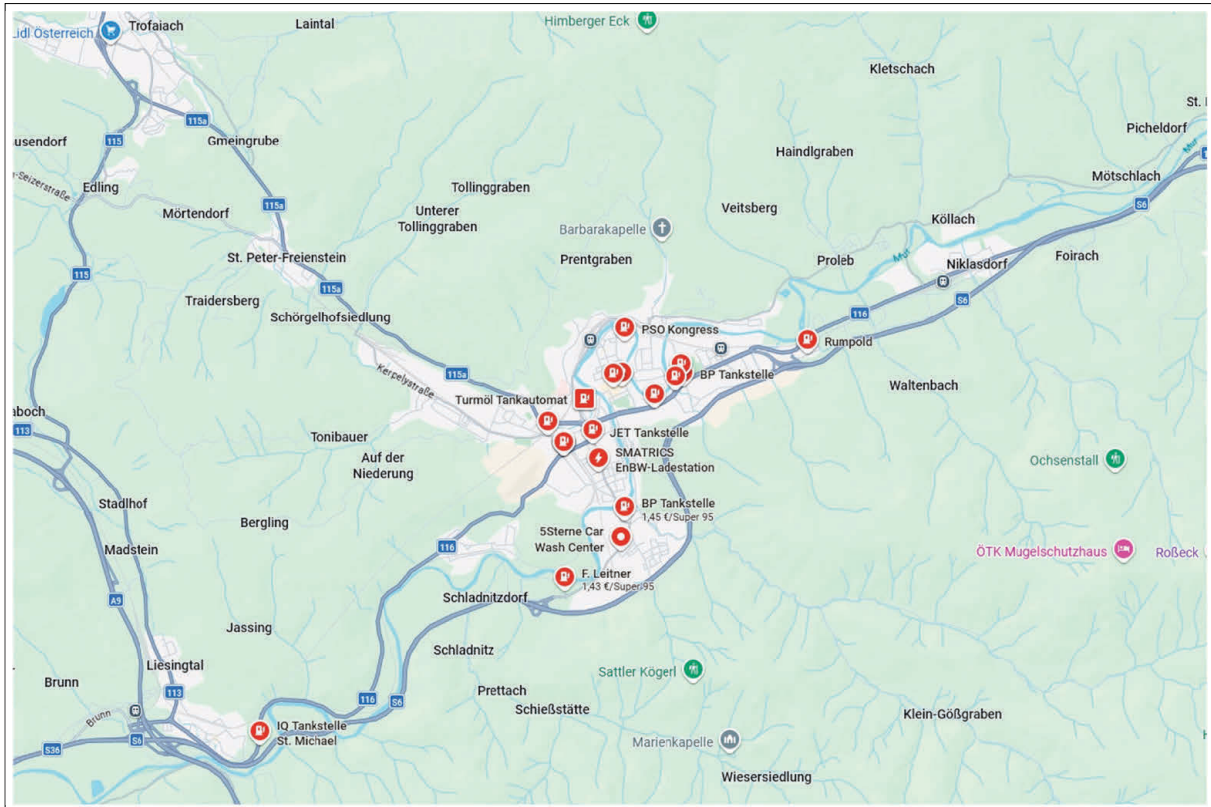 Lidl Österreich
Trofaiach
Laintal
Himberger Eck
Kletschach
Picheldorf
115a
115
Gmeingrube
Haindlgraben
Mur
Mötschlach
Edling
Tollinggraben
115a
Mörtendorf
Unterer
Tollinggraben
Veitsberg
Köllach
S6
Barbarakapelle
St. Peter-Freienstein
Prentgraben
Proleb
Mur
Niklasdorf
Foirach
115
115a
Traidersberg
Schörgelhofsiedlung
S6
116
PSO Kongress
Rumpold
115a
Kerpelystraße
BP Tankstelle
Waltenbach
Turmöl Tankautomat
113
Tonibauer
JET Tankstelle
Auf der
Niederung
SMATRICS
EnBW-Ladestation
Ochsenstall
Stadlhof
BP Tankstelle
1,45 €/Super 95
Bergling
5Sterne Car
Wash Center
Madstein
116
ÖTK Mugelschutzhaus
Roßeck
F. Leitner
1,43 €/Super 95
A9
Schladnitzdorf
Jassing
Schladnitz
Liesingtal
Sattler Kögerl
Brunn
113
116
S6
Prettach
Schießstätte
Klein-Gößgraben
Brunn
IQ Tankstelle
St. Michael
S36
S6
Marienkapelle
Wiesersiedlung